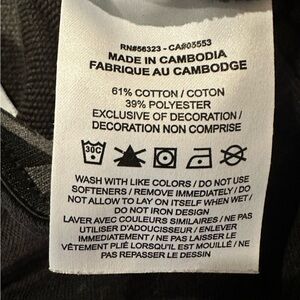 RN#56323 - CA#05553
MADE IN CAMBODIA
FABRIQUE AU CAMBODGE
61% COTTON / COTON
39% POLYESTER
EXCLUSIVE OF DECORATION /
DECORATION NON COMPRISE
30C
WASH WITH LIKE COLORS / DO NOT USE
SOFTENERS / REMOVE IMMEDIATELY / DO
NOT ALLOW TO LAY ON ITSELF WHEN WET /
DO NOT IRON DESIGN
LAVER AVEC COULEURS SIMILAIRES / NE PAS
UTILISER D'ADOUCISSEUR / ENLEVER
IMMEDIATEMENT / NE PAS LAISSER LE
VÊTEMENT PLIÉ LORSQU'IL EST MOUILLÉ / NE
PAS REPASSER LE DESSIN